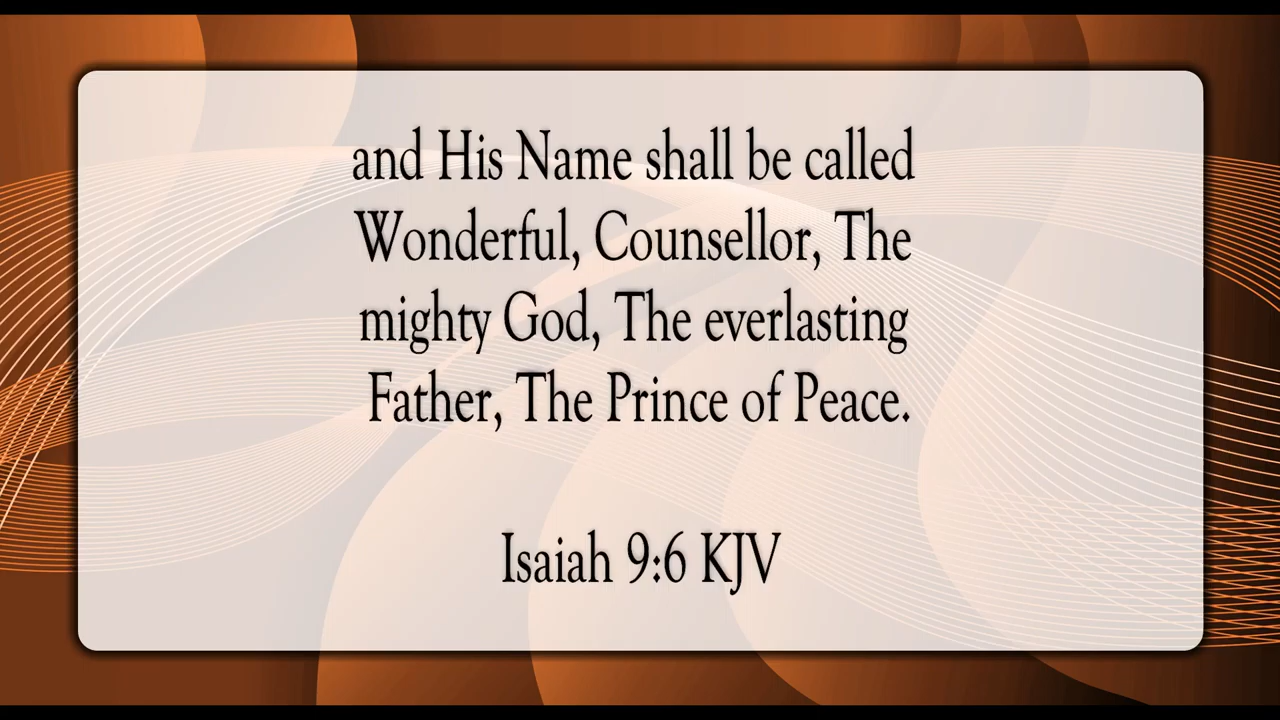 and His Name shall be called
Wonderful, Counsellor, The
mighty God, The everlasting
Father, The Prince of Peace.
Isaiah 9:6 KJV